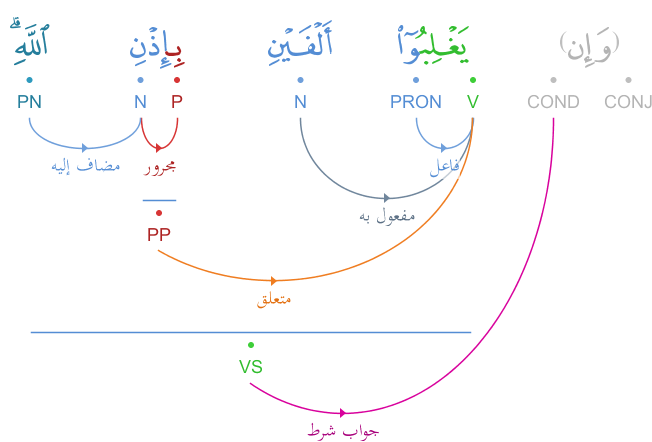 (وَإِن) يَغْلِبُوٓا۟ أَلْفَيْنِ بِإِذْنِ ٱللَّهِ ۗ
CONJ COND V PRON N P N PN
فاعل مجرور مضاف إليه
مفعول به
PP
متعلق
VS
جواب شرط